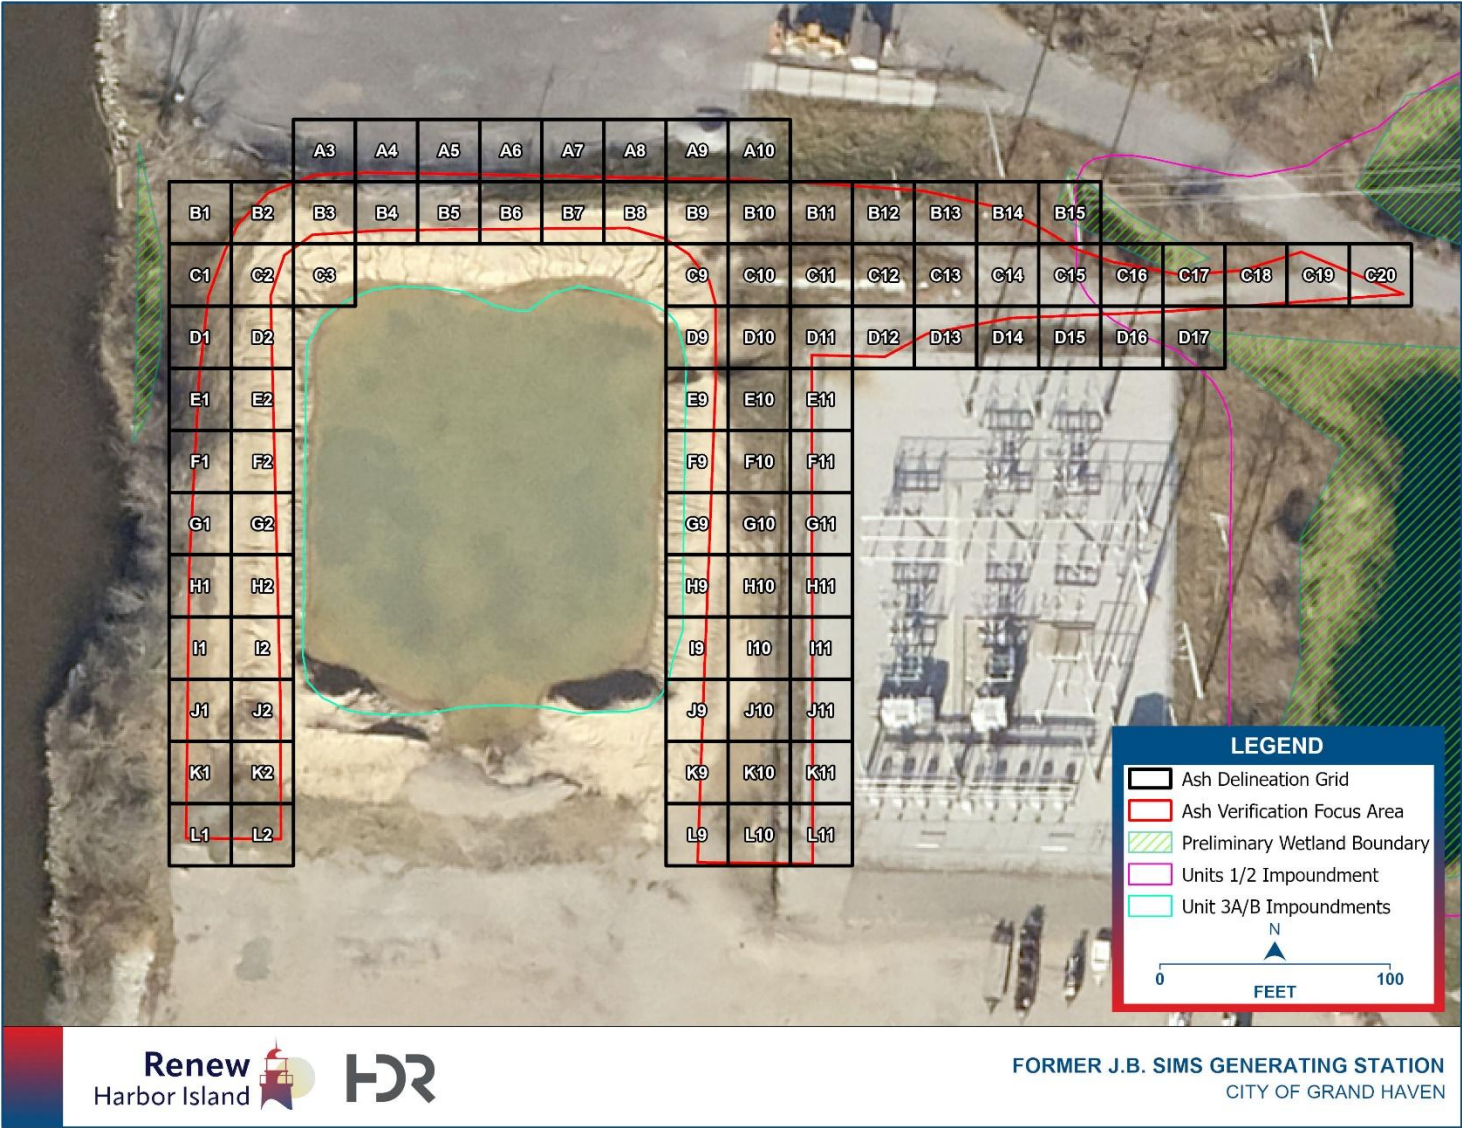 A3 A4 A5 A6 A7 A8 A9 A10
B1 B2 B3 B4 B5 B6 B7 B8 B9 B10 B11 B12 B13 B14 B15
C1 C2 C3 C9 C10 C11 C12 C13 C14 C15 C16 C17 C18 C19 C20
D1 D2 D9 D10 D11 D12 D13 D14 D15 D16 D17
E1 E2 E9 E10 E11
F1 F2 F9 F10 F11
G1 G2 G9 G10 G11
H1 H2 H9 H10 H11
I1 I2 I9 I10 I11
J1 J2 J9 J10 J11
K1 K2 K9 K10 K11
L1 L2 L9 L10 L11
LEGEND
Ash Delineation Grid
Ash Verification Focus Area
Preliminary Wetland Boundary
Units 1/2 Impoundment
Unit 3A/B Impoundments
N
0 100
FEET
Renew
Harbor Island
HDR
FORMER J.B. SIMS GENERATING STATION
CITY OF GRAND HAVEN